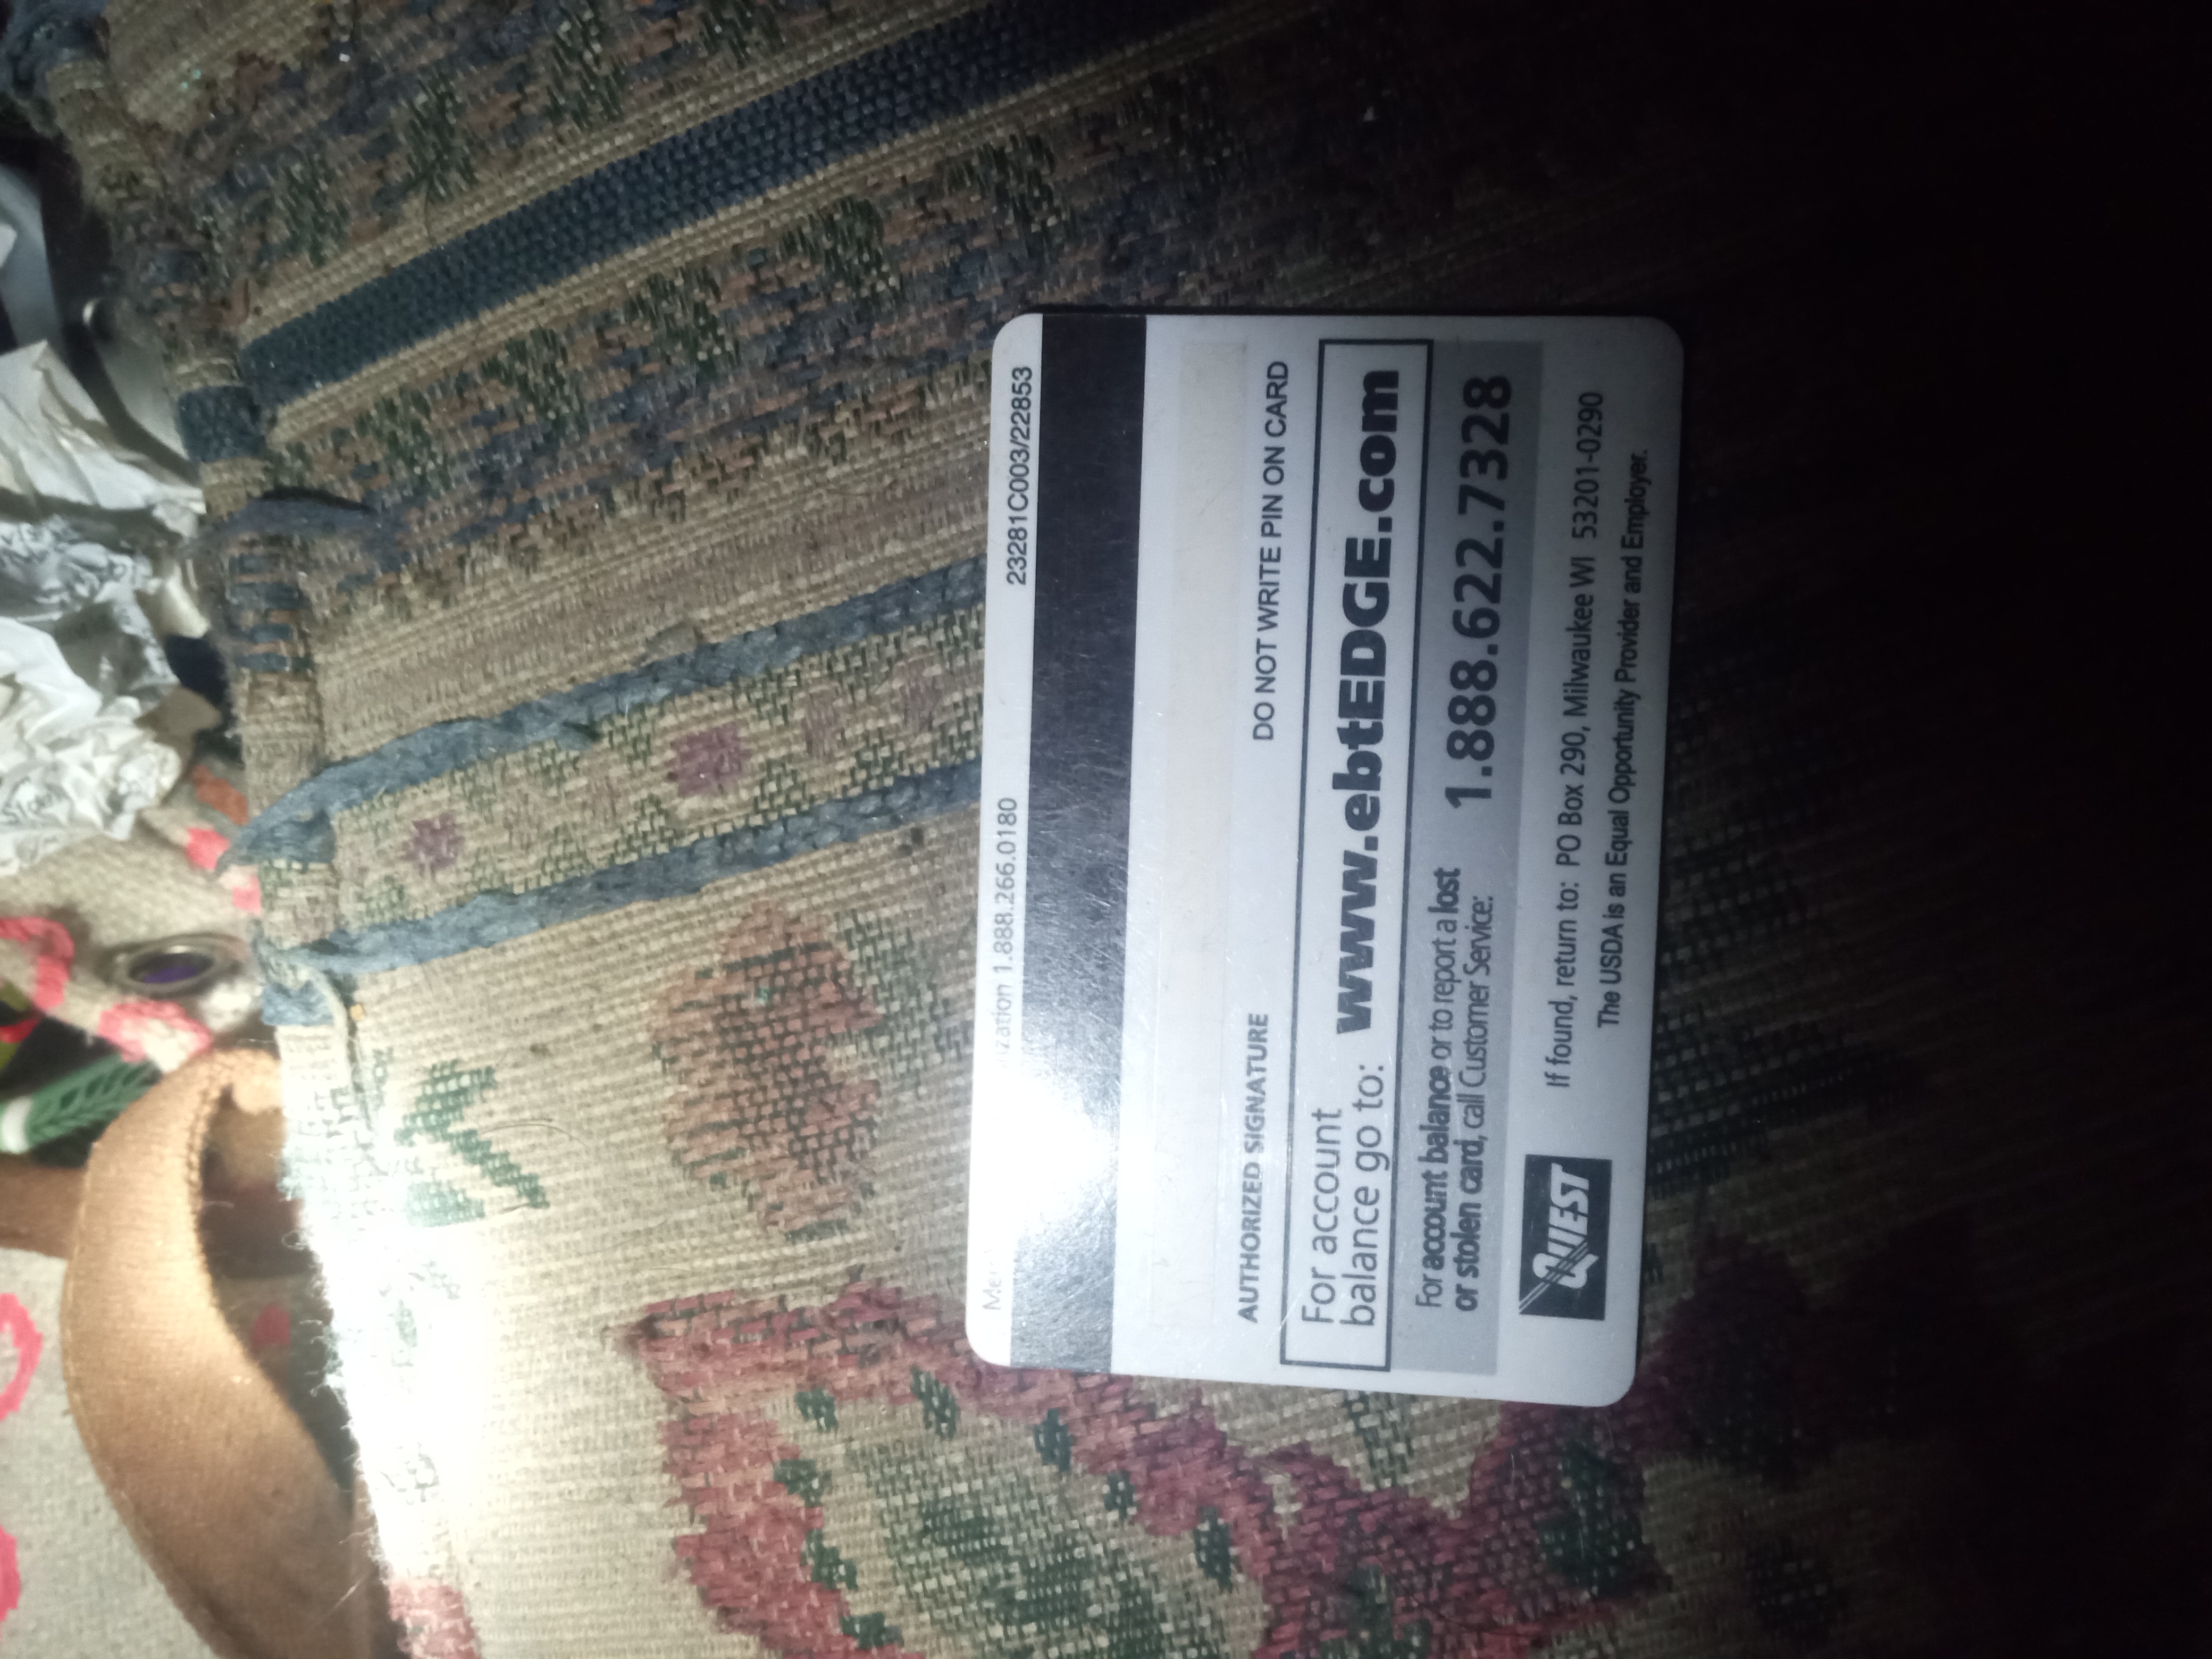 ization 1.888.266.0180
23281C003/22853
AUTHORIZED SIGNATURE
DO NOT WRITE PIN ON CARD
For account
balance go to:
www.ebtEDGE.com
For account balance or to report a lost
or stolen card, call Customer Service:
1.888.622.7328
QUEST
If found, return to: PO Box 290, Milwaukee WI 53201-0290
The USDA is an Equal Opportunity Provider and Employer.